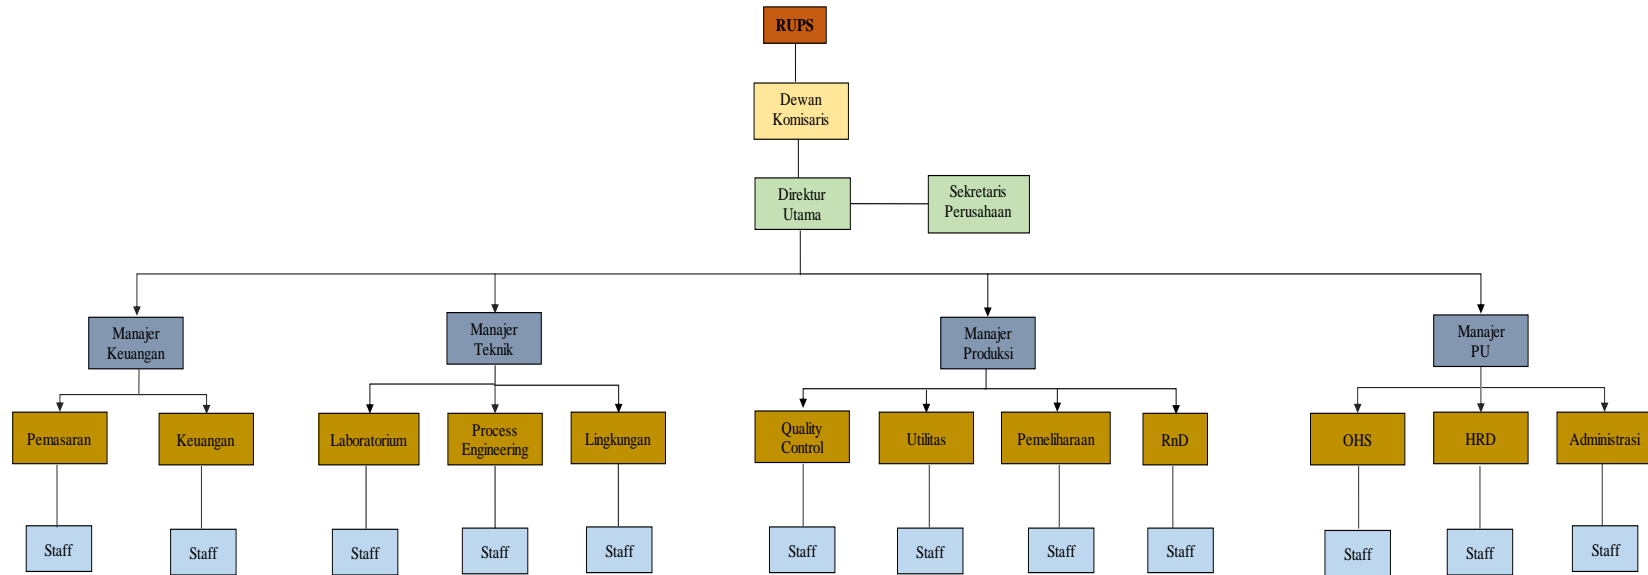 RUPS
Dewan
Komisaris
Direktur
Utama
Sekretaris
Perusahaan
Manajer
Keuangan
Manajer
Teknik
Manajer
Produksi
Manajer
PU
Pemasaran
Keuangan
Laboratorium
Process
Engineering
Lingkungan
Quality
Control
Utilitas
Pemeliharaan
RnD
OHS
HRD
Administrasi
Staff
Staff
Staff
Staff
Staff
Staff
Staff
Staff
Staff
Staff
Staff
Staff